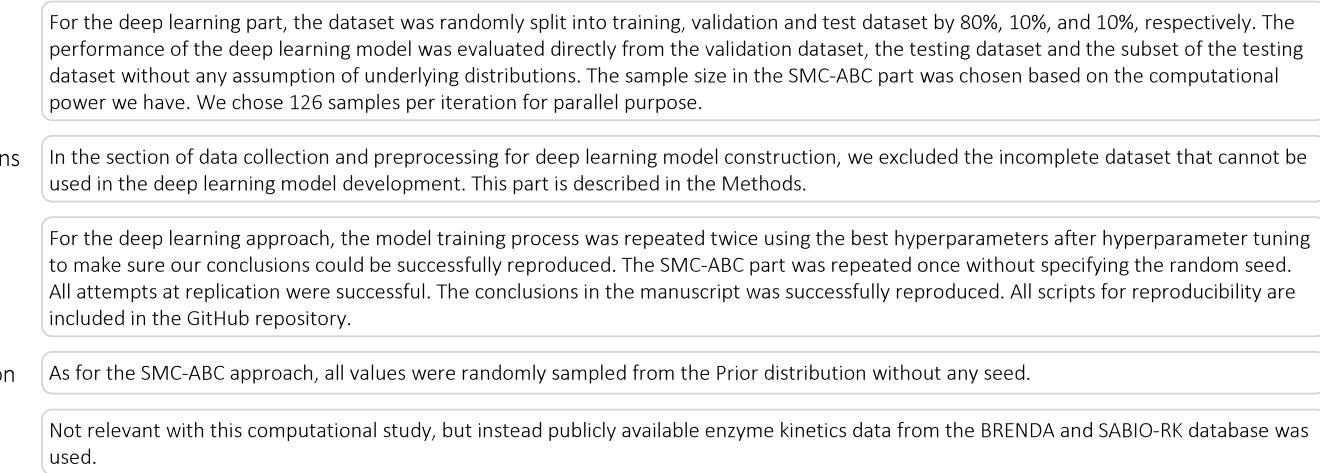 For the deep learning part, the dataset was randomly split into training, validation and test dataset by 80%, 10%, and 10%, respectively. The
performance of the deep learning model was evaluated directly from the validation dataset, the testing dataset and the subset of the testing
dataset without any assumption of underlying distributions. The sample size in the SMC-ABC part was chosen based on the computational
power we have. We chose 126 samples per iteration for parallel purpose.
ns In the section of data collection and preprocessing for deep learning model construction, we excluded the incomplete dataset that cannot be
used in the deep learning model development. This part is described in the Methods.
For the deep learning approach, the model training process was repeated twice using the best hyperparameters after hyperparameter tuning
to make sure our conclusions could be successfully reproduced. The SMC-ABC part was repeated once without specifying the random seed.
All attempts at replication were successful. The conclusions in the manuscript was successfully reproduced. All scripts for reproducibility are
included in the GitHub repository.
on As for the SMC-ABC approach, all values were randomly sampled from the Prior distribution without any seed.
Not relevant with this computational study, but instead publicly available enzyme kinetics data from the BRENDA and SABIO-RK database was
used.